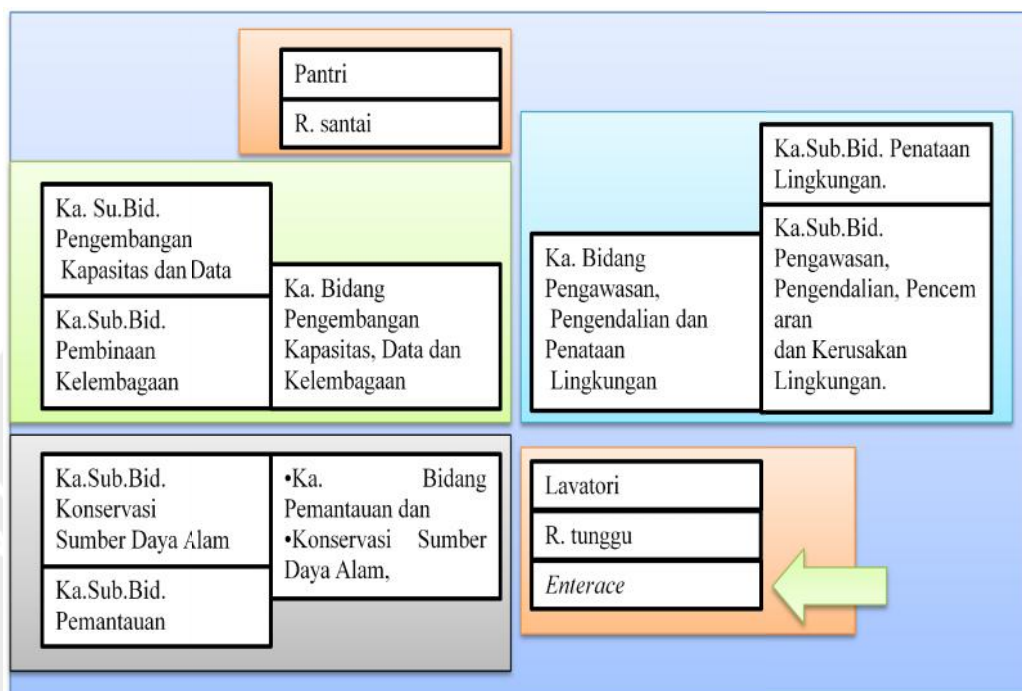 Pantri
R. santai
Ka. Su.Bid.
Pengembangan
Kapasitas dan Data
Ka.Sub.Bid.
Pembinaan
Kelembagaan
Ka. Bidang
Pengembangan
Kapasitas, Data dan
Kelembagaan
Ka.Sub.Bid. Penataan
Lingkungan.
Ka.Sub.Bid.
Pengawasan,
Pengendalian, Pencem
aran
dan Kerusakan
Lingkungan.
Ka. Bidang
Pengawasan,
Pengendalian dan
Penataan
Lingkungan
Ka.Sub.Bid.
Konservasi
Sumber Daya Alam
Ka.Sub.Bid.
Pemantauan
•Ka. Bidang
Pemantauan dan
•Konservasi Sumber
Daya Alam,
Lavatori
R. tunggu
Enterace